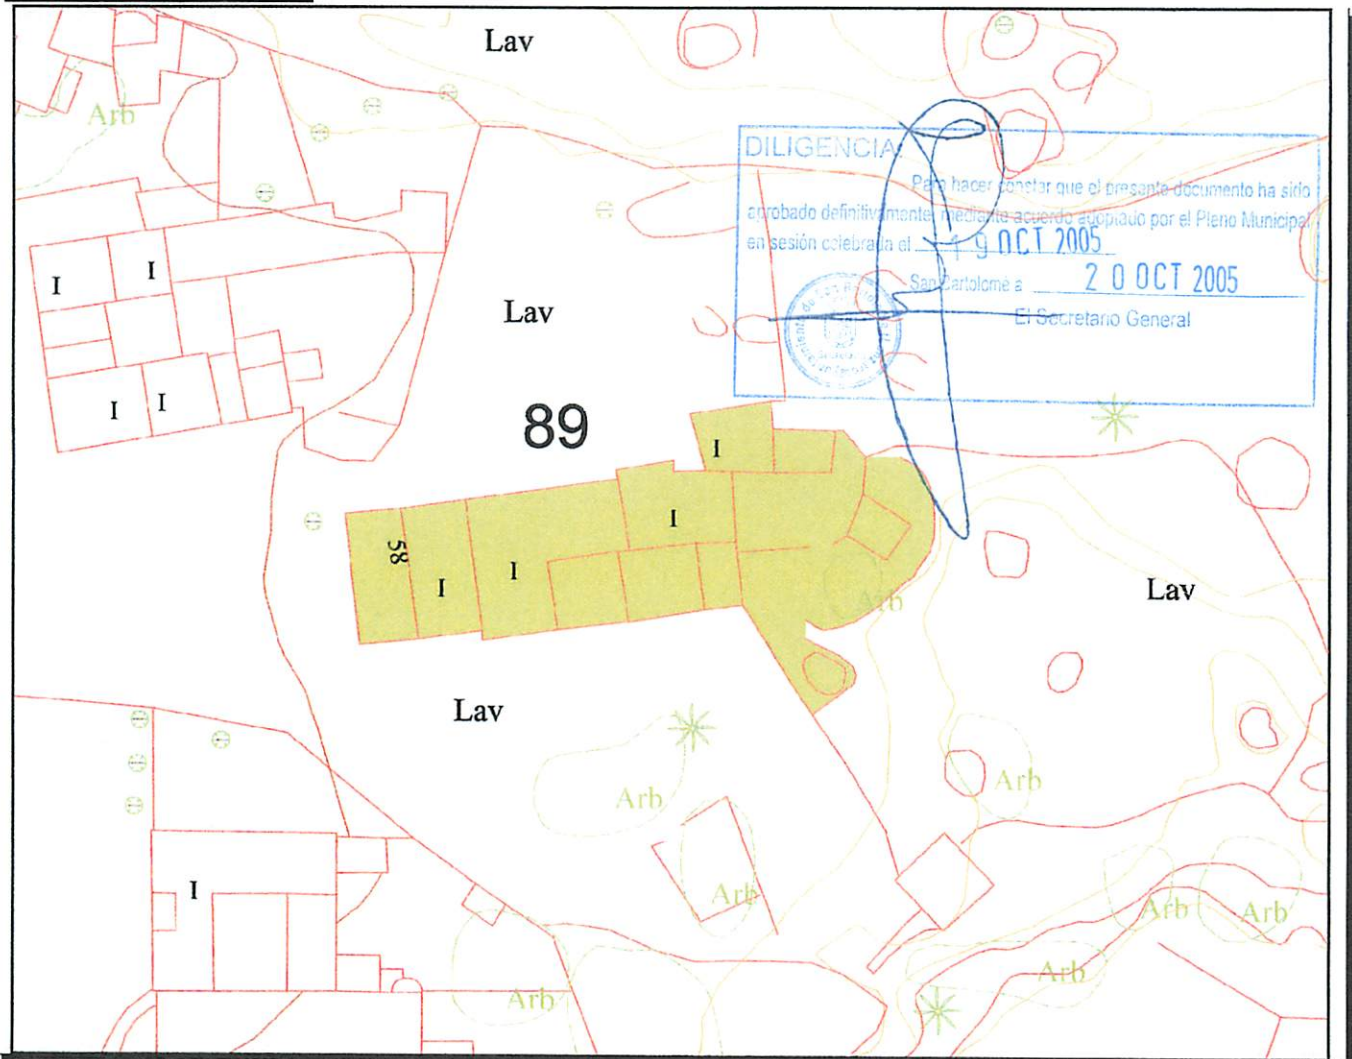 Lav
Arb
DILIGENCIA:
Para hacer constar que el presente documento ha sido
aprobado definitivamente, mediante acuerdo adoptado por el Pleno Municipal
en sesión celebrada el 19 OCT 2005
San Bartolomé a 20 OCT 2005
El Secretario General
I
I
Lav
I
I
89
I
I
58
I
I
Lav
Arb
Lav
Arb
Arb
I
Arb
Arb
Arb
Arb
Arb